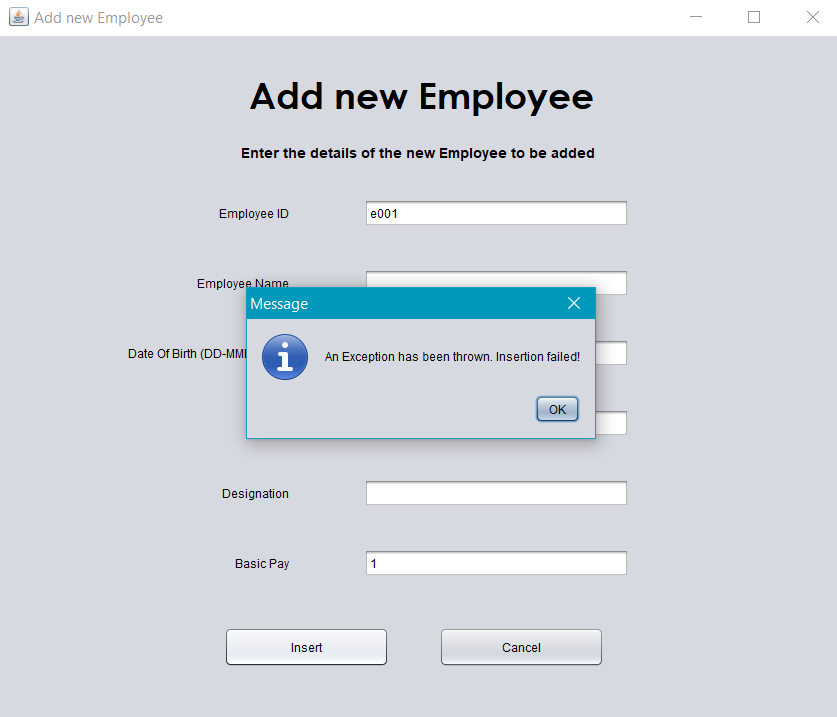 Add new Employee
Add new Employee
Enter the details of the new Employee to be added
Employee ID
e001
Employee Name
Message
Date Of Birth (DD-MM
An Exception has been thrown. Insertion failed!
OK
Designation
Basic Pay
1
Insert
Cancel